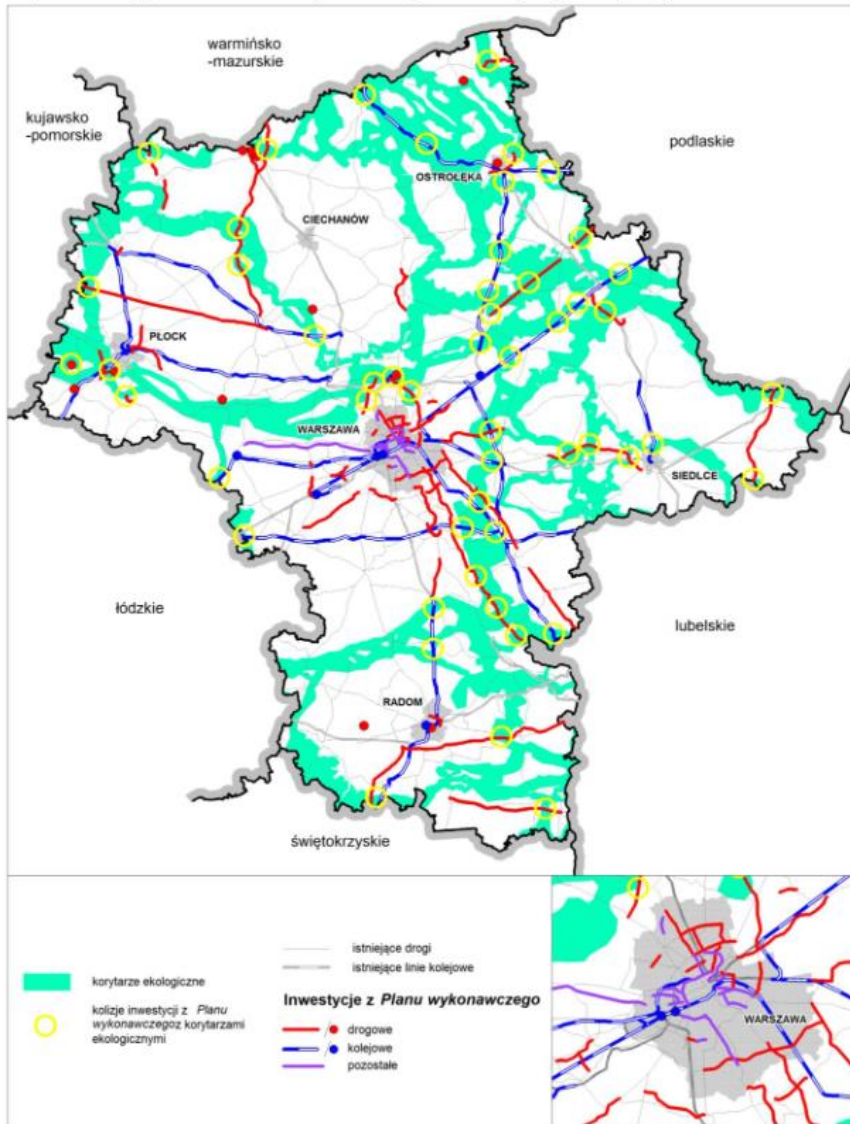 warmińsko
-mazurskie
kujawsko
-pomorskie
podlaskie
OSTROŁĘKA
CIECHANÓW
PŁOCK
WARSZAWA
SIEDLCE
łódzkie
lubelskie
RADOM
świętokrzyskie
korytarze ekologiczne
kolizje inwestycji z Planu
wykonawczegoz korytarzami
ekologicznymi
istniejące drogi
istniejące linie kolejowe
Inwestycje z Planu wykonawczego
drogowe
kolejowe
pozostałe
WARSZAWA